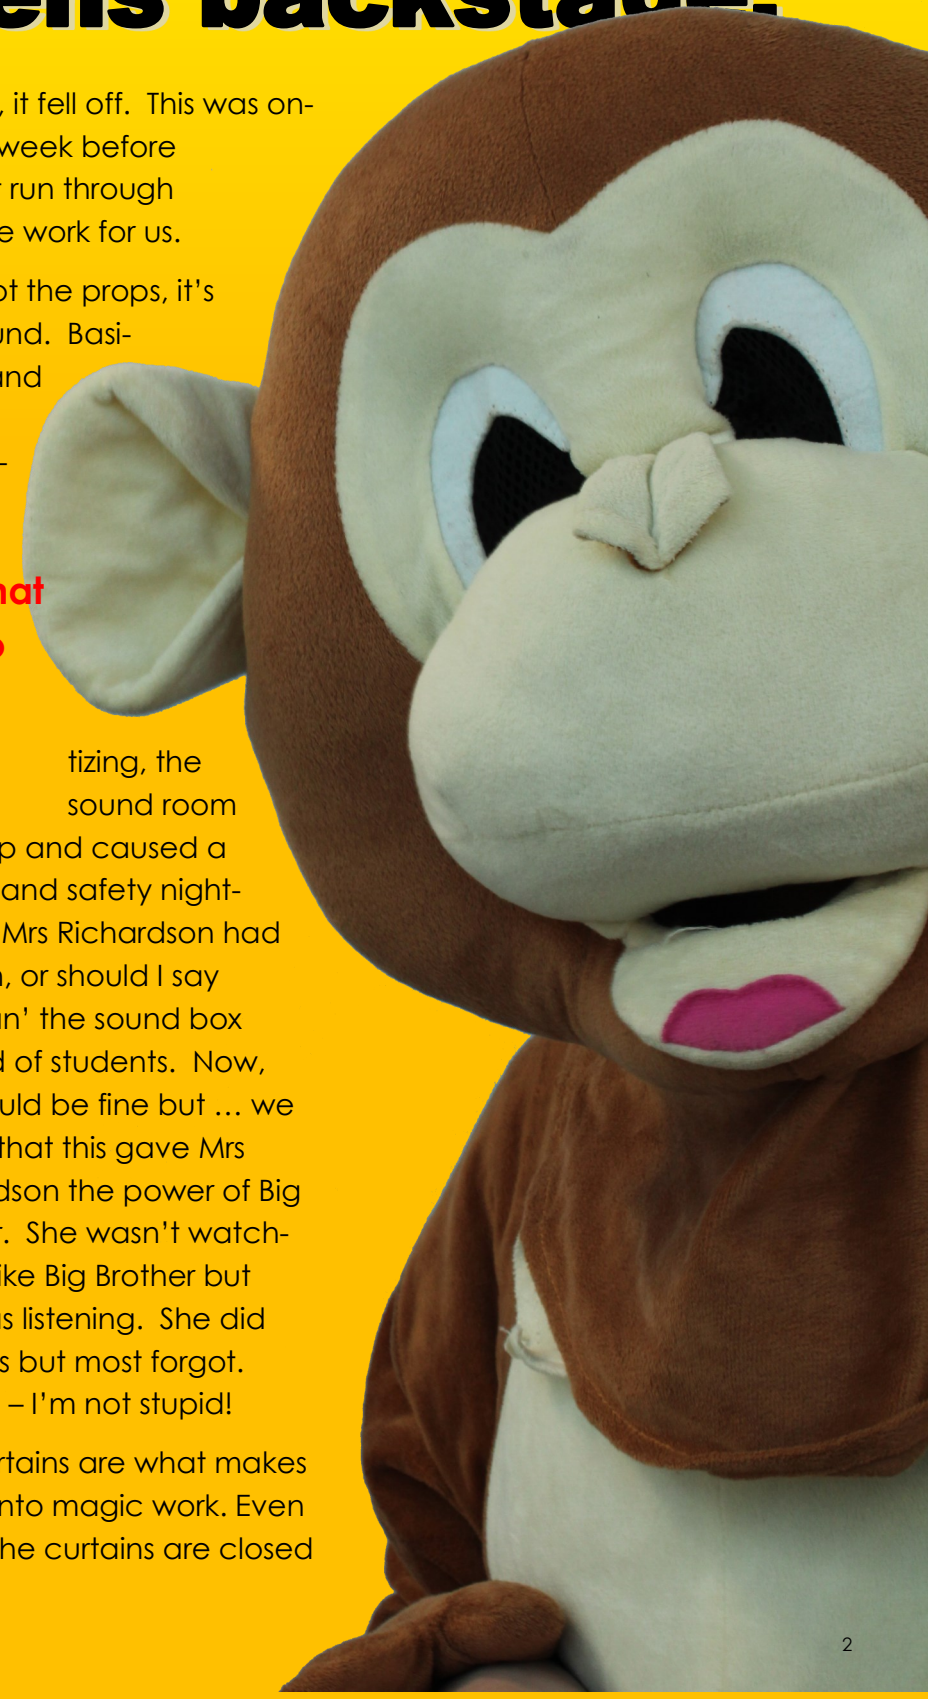 backstage.
, it fell off. This was on-
week before
run through
e work for us.
ot the props, it's
und. Basi-
and
-
hat
tizing, the
sound room
p and caused a
and safety night-
Mrs Richardson had
, or should I say
an' the sound box
d of students. Now,
uld be fine but … we
that this gave Mrs
dson the power of Big
. She wasn't watch-
ike Big Brother but
s listening. She did
s but most forgot.
– I'm not stupid!
rtains are what makes
nto magic work. Even
he curtains are closed
2